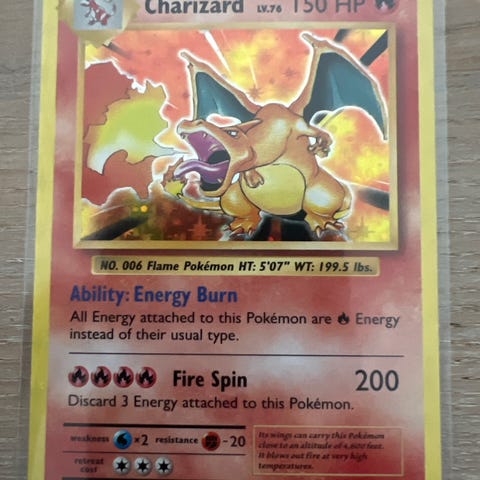 Charizard LV.76 150 HP
NO. 006 Flame Pokémon HT: 5'07" WT: 199.5 lbs.
Ability: Energy Burn
All Energy attached to this Pokémon are Energy
instead of their usual type.
Fire Spin 200
Discard 3 Energy attached to this Pokémon.
weakness ×2 resistance -20
retreat
cost
Its wings can carry this Pokémon
close to an altitude of 4,600 feet.
It blows out fire at very high
temperatures.